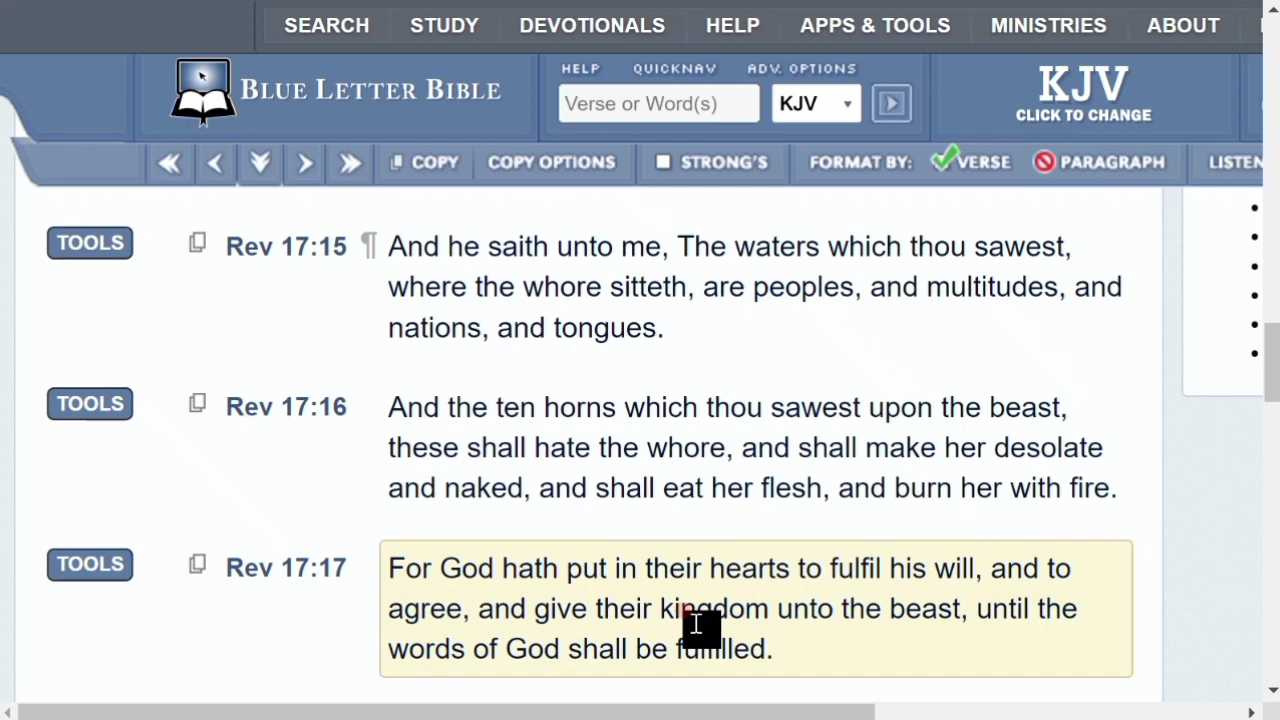 SEARCH STUDY DEVOTIONALS HELP APPS & TOOLS MINISTRIES ABOUT
HELP QUICKNAV ADV. OPTIONS
BLUE LETTER BIBLE
Verse or Word(s) KJV
KJV
CLICK TO CHANGE
COPY COPY OPTIONS STRONG'S FORMAT BY: VERSE PARAGRAPH LISTEN
TOOLS Rev 17:15 ¶ And he saith unto me, The waters which thou sawest,
where the whore sitteth, are peoples, and multitudes, and
nations, and tongues.
TOOLS Rev 17:16 And the ten horns which thou sawest upon the beast,
these shall hate the whore, and shall make her desolate
and naked, and shall eat her flesh, and burn her with fire.
TOOLS Rev 17:17 For God hath put in their hearts to fulfil his will, and to
agree, and give their kingdom unto the beast, until the
words of God shall be fulfilled.